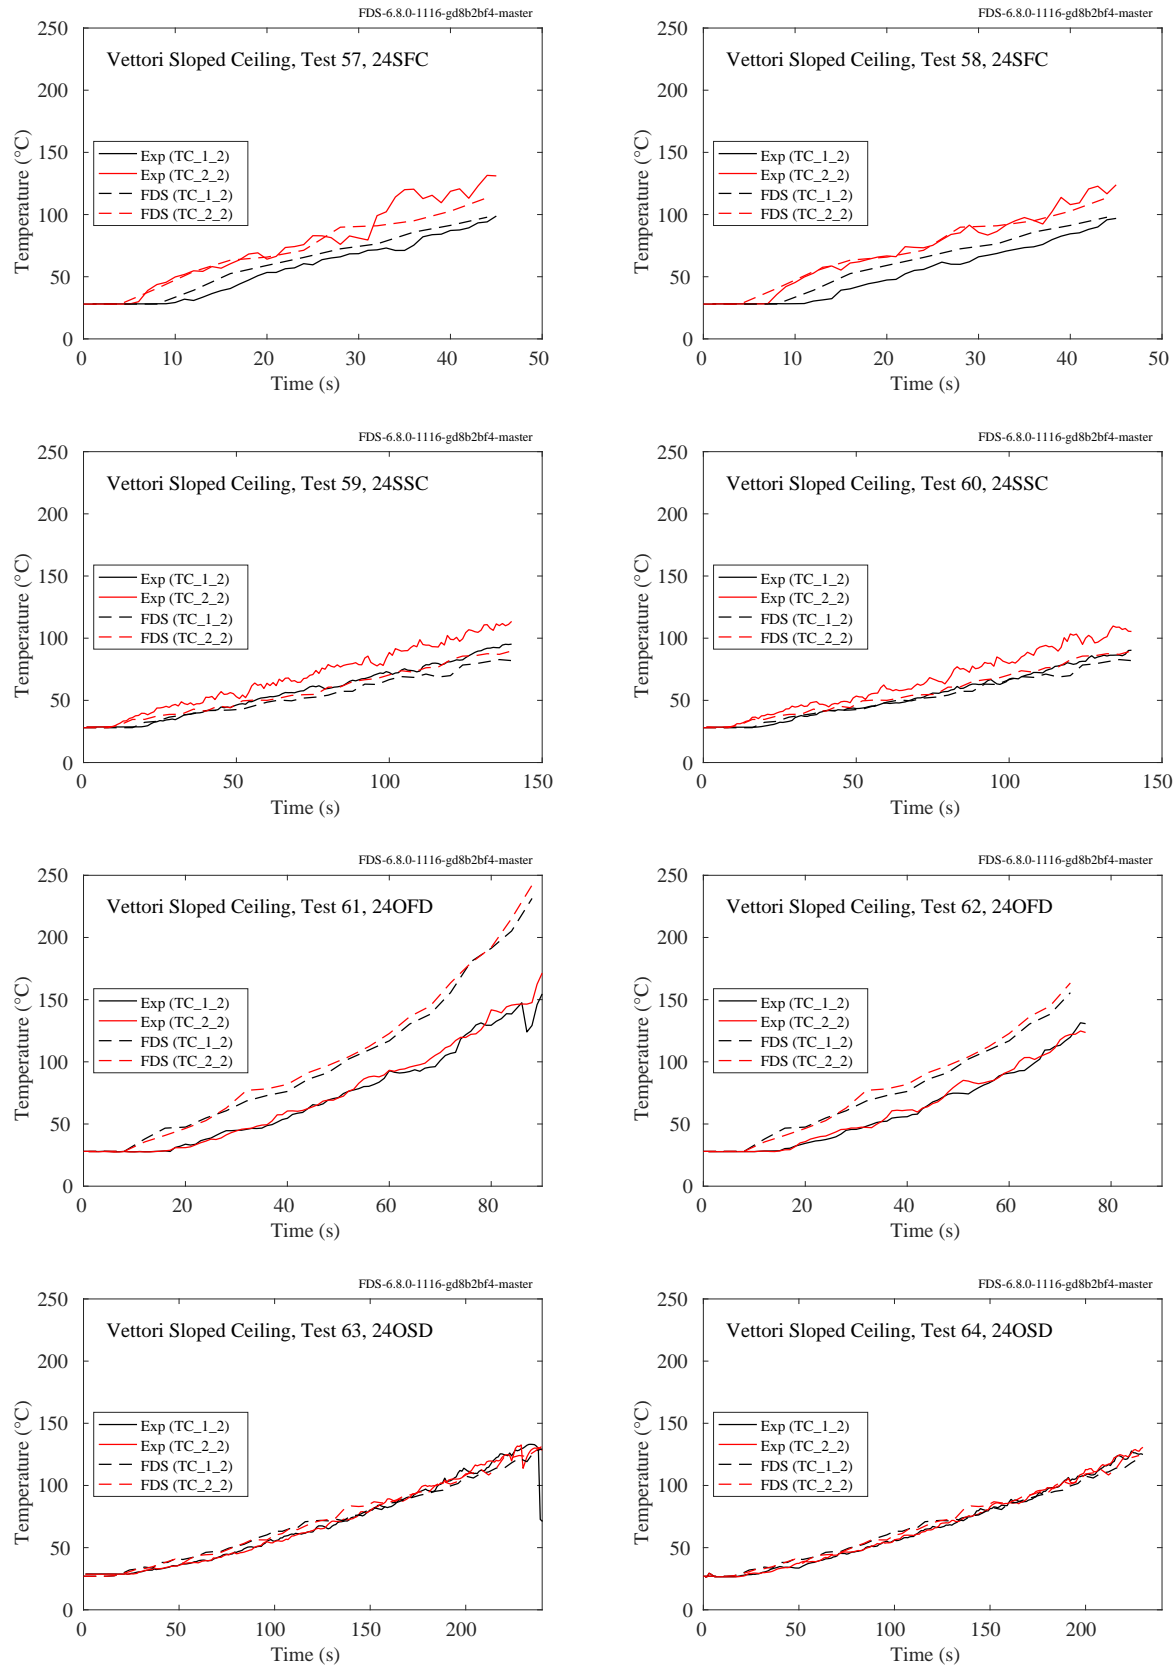 FDS-6.8.0-1116-gd8b2bf4-master
Vettori Sloped Ceiling, Test 57, 24SFC
Temperature (°C)
250
200
150
100
50
0
Exp (TC_1_2)
Exp (TC_2_2)
FDS (TC_1_2)
FDS (TC_2_2)
0 10 20 30 40 50
Time (s)
FDS-6.8.0-1116-gd8b2bf4-master
Vettori Sloped Ceiling, Test 58, 24SFC
Temperature (°C)
250
200
150
100
50
0
Exp (TC_1_2)
Exp (TC_2_2)
FDS (TC_1_2)
FDS (TC_2_2)
0 10 20 30 40 50
Time (s)
FDS-6.8.0-1116-gd8b2bf4-master
Vettori Sloped Ceiling, Test 59, 24SSC
Temperature (°C)
250
200
150
100
50
0
Exp (TC_1_2)
Exp (TC_2_2)
FDS (TC_1_2)
FDS (TC_2_2)
0 50 100 150
Time (s)
FDS-6.8.0-1116-gd8b2bf4-master
Vettori Sloped Ceiling, Test 60, 24SSC
Temperature (°C)
250
200
150
100
50
0
Exp (TC_1_2)
Exp (TC_2_2)
FDS (TC_1_2)
FDS (TC_2_2)
0 50 100 150
Time (s)
FDS-6.8.0-1116-gd8b2bf4-master
Vettori Sloped Ceiling, Test 61, 24OFD
Temperature (°C)
250
200
150
100
50
0
Exp (TC_1_2)
Exp (TC_2_2)
FDS (TC_1_2)
FDS (TC_2_2)
0 20 40 60 80
Time (s)
FDS-6.8.0-1116-gd8b2bf4-master
Vettori Sloped Ceiling, Test 62, 24OFD
Temperature (°C)
250
200
150
100
50
0
Exp (TC_1_2)
Exp (TC_2_2)
FDS (TC_1_2)
FDS (TC_2_2)
0 20 40 60 80
Time (s)
FDS-6.8.0-1116-gd8b2bf4-master
Vettori Sloped Ceiling, Test 63, 24OSD
Temperature (°C)
250
200
150
100
50
0
Exp (TC_1_2)
Exp (TC_2_2)
FDS (TC_1_2)
FDS (TC_2_2)
0 50 100 150 200
Time (s)
FDS-6.8.0-1116-gd8b2bf4-master
Vettori Sloped Ceiling, Test 64, 24OSD
Temperature (°C)
250
200
150
100
50
0
Exp (TC_1_2)
Exp (TC_2_2)
FDS (TC_1_2)
FDS (TC_2_2)
0 50 100 150 200
Time (s)